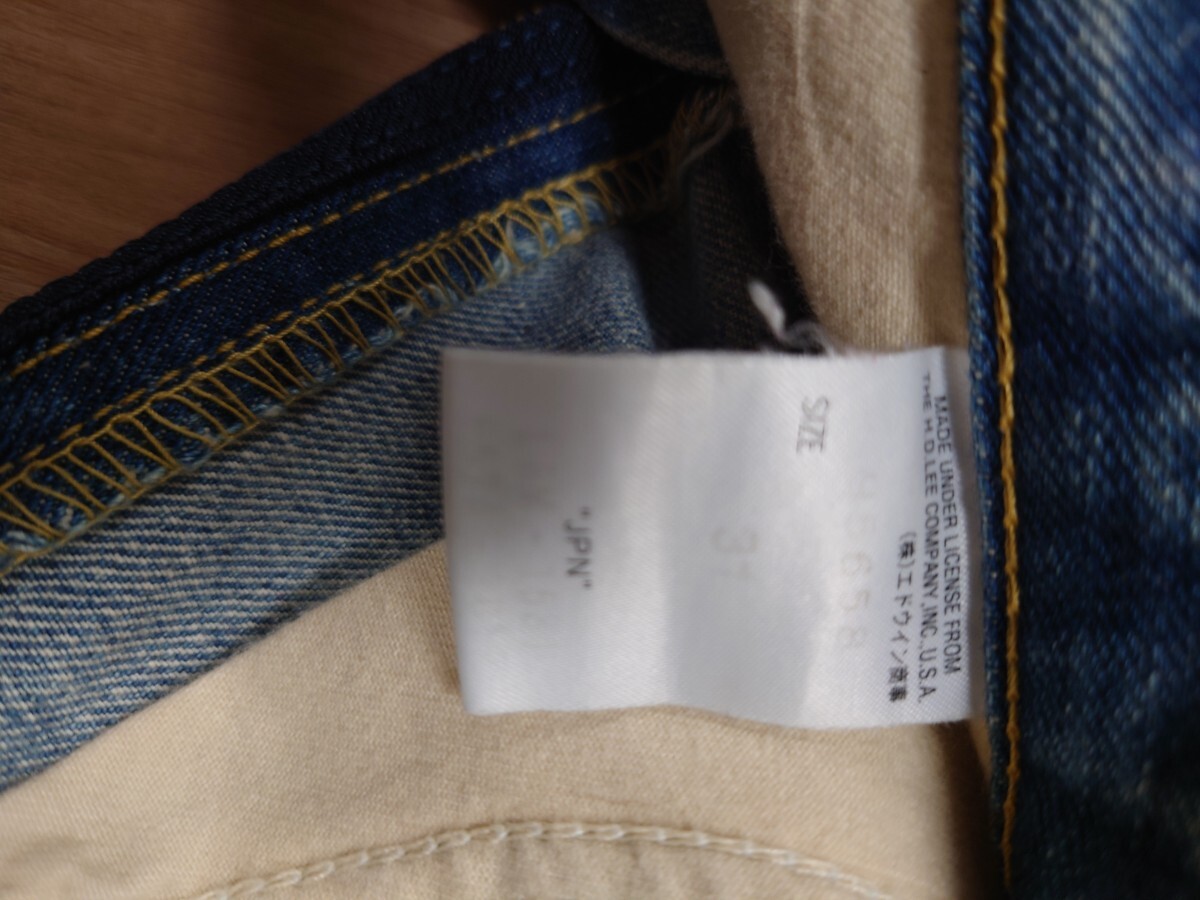 MADE UNDER LICENSE FROM
THE H.D.LEE COMPANY,INC.,U.S.A.
(株)エドウイン商事
SIZE
31
"JPN"